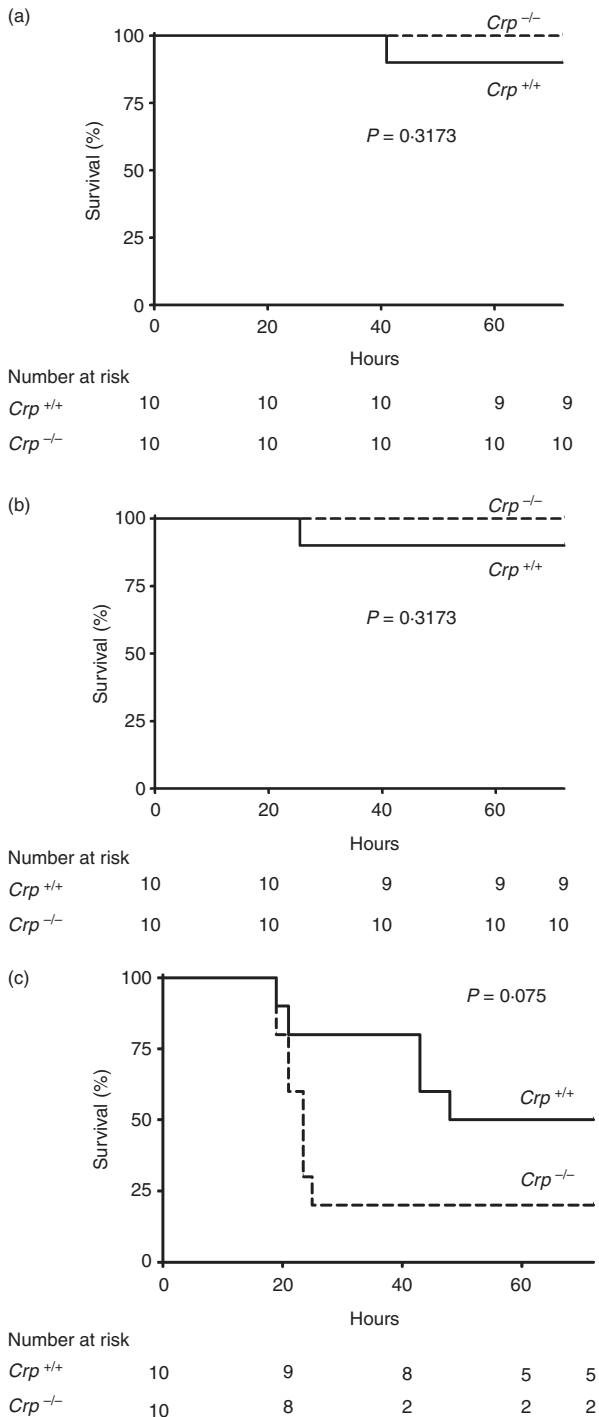 (a)
100
75
50
25
0
Survival (%)
Crp −/−
Crp +/+
P = 0·3173
0 20 40 60
Hours
Number at risk
Crp +/+ 10 10 10 9 9
Crp −/− 10 10 10 10 10
(b)
100
75
50
25
0
Survival (%)
Crp −/−
Crp +/+
P = 0·3173
0 20 40 60
Hours
Number at risk
Crp +/+ 10 10 9 9 9
Crp −/− 10 10 10 10 10
(c)
100
75
50
25
0
Survival (%)
P = 0·075
Crp +/+
Crp −/−
0 20 40 60
Hours
Number at risk
Crp +/+ 10 9 8 5 5
Crp −/− 10 8 2 2 2